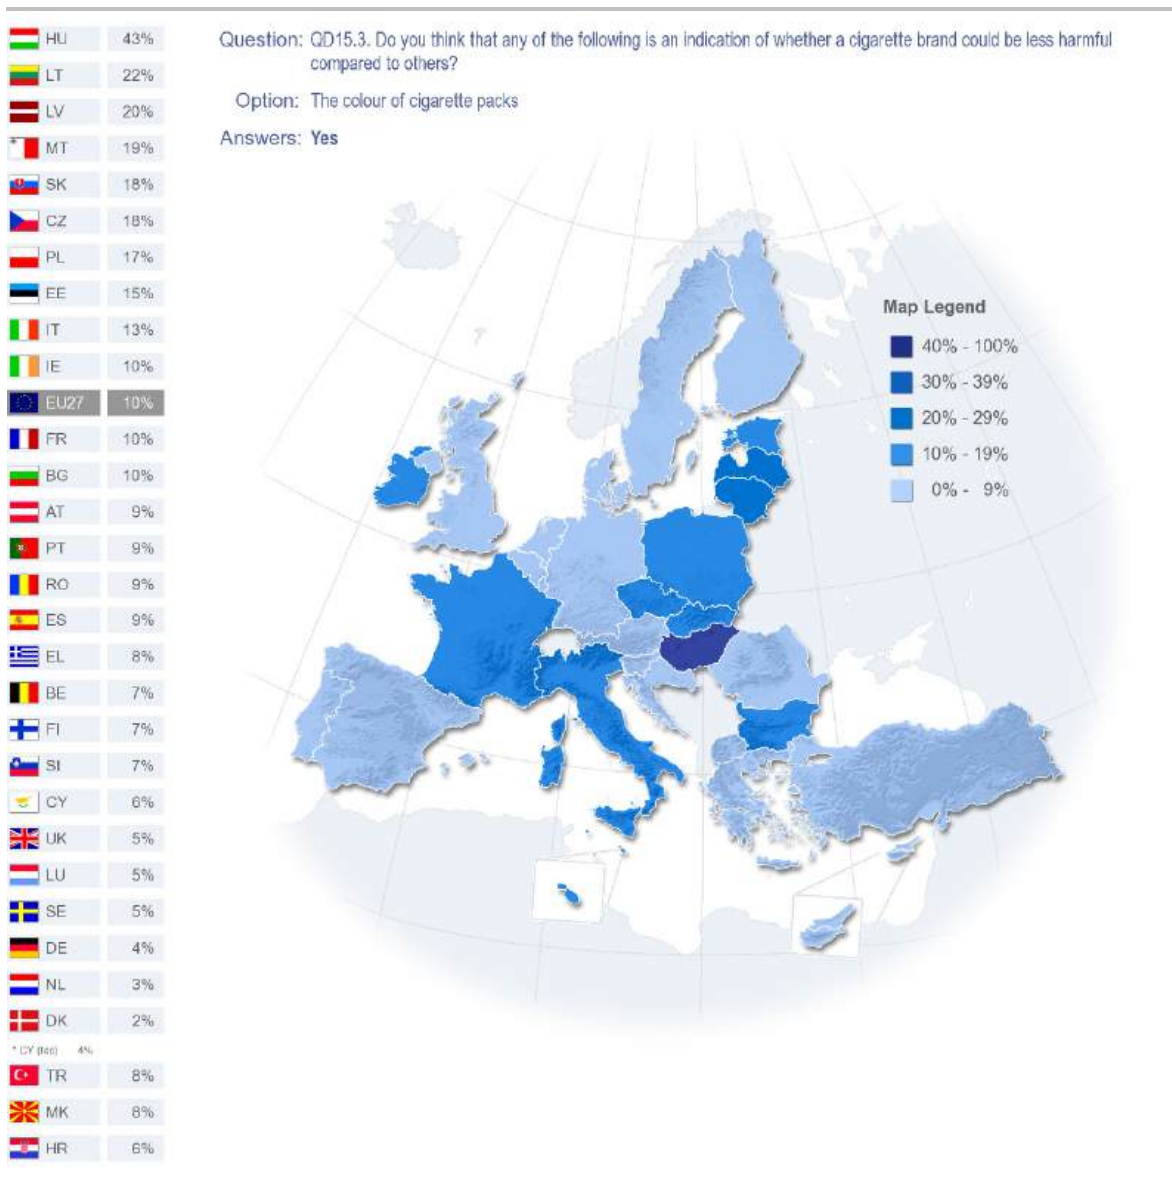 Question: QD15.3. Do you think that any of the following is an indication of whether a cigarette brand could be less harmful
compared to others?
Option: The colour of cigarette packs
Answers: Yes
HU 43%
LT 22%
LV 20%
MT 19%
SK 18%
CZ 18%
PL 17%
EE 15%
IT 13%
IE 10%
EU27 10%
FR 10%
BG 10%
AT 9%
PT 9%
RO 9%
ES 9%
EL 8%
BE 7%
FI 7%
SI 7%
CY 6%
UK 5%
LU 5%
SE 5%
DE 4%
NL 3%
DK 2%
* CY (tcc) 4%
TR 8%
MK 8%
HR 6%
Map Legend
40% - 100%
30% - 39%
20% - 29%
10% - 19%
0% - 9%